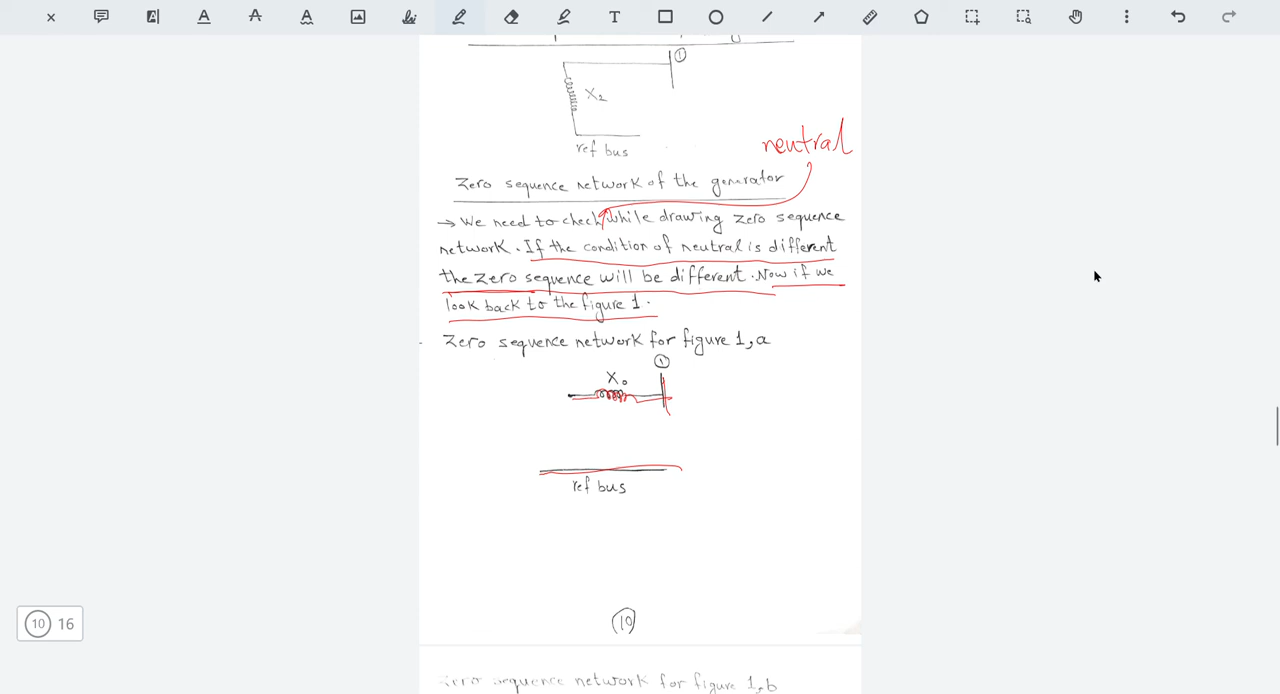 T
①
X₂
ref bus
neutral
Zero sequence network of the generator
→ We need to check while drawing zero sequence
network. If the condition of neutral is different
the zero sequence will be different. Now if we
look back to the figure 1.
Zero sequence network for figure 1,a
①
X₀
ref bus
10
10 16
Zero sequence network for figure 1,b